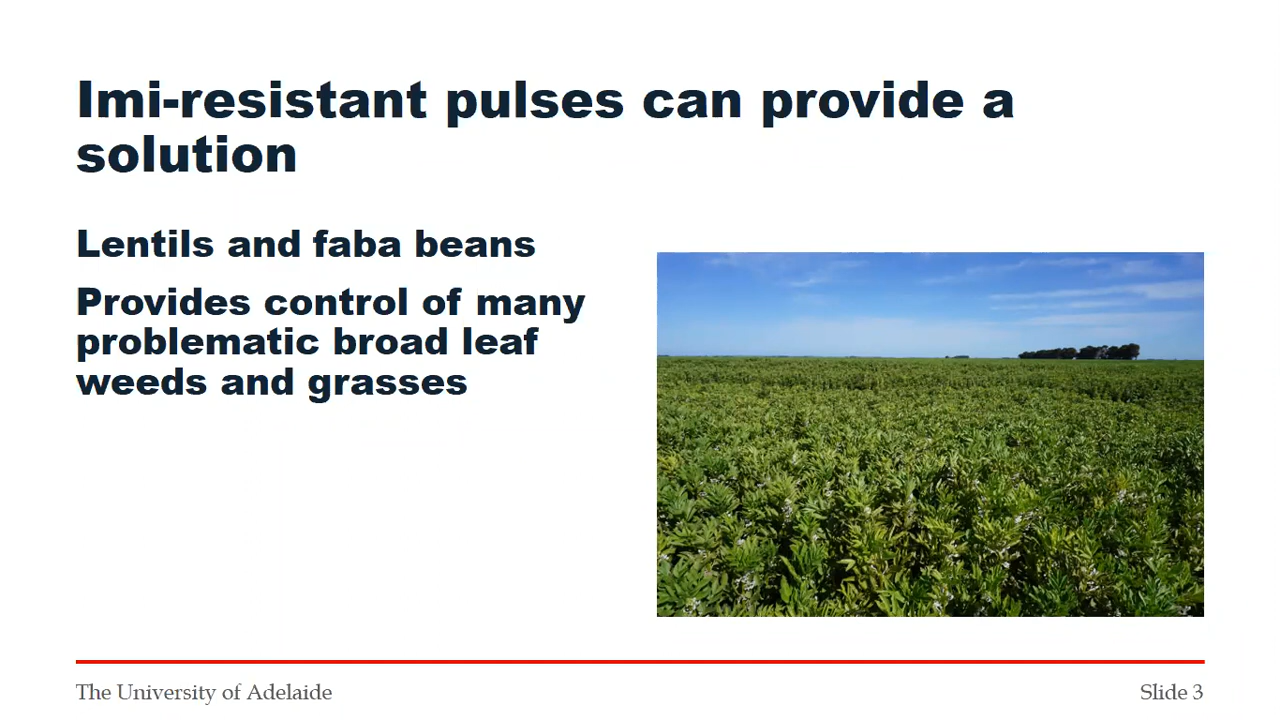 Imi-resistant pulses can provide a
solution
Lentils and faba beans
Provides control of many
problematic broad leaf
weeds and grasses
The University of Adelaide
Slide 3